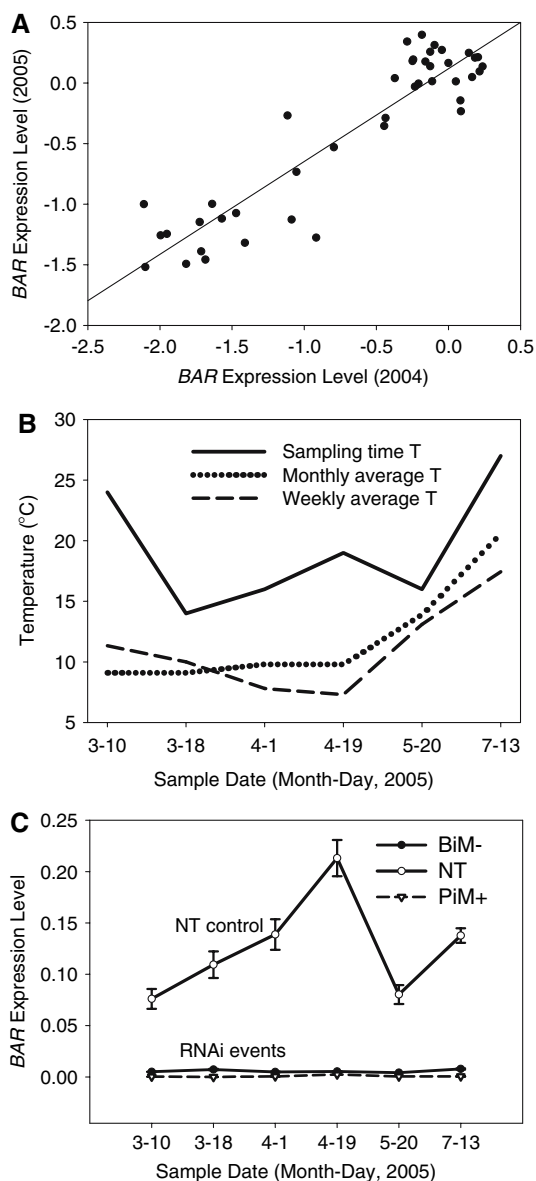 A
BAR Expression Level (2005)
0.5
0.0
-0.5
-1.0
-1.5
-2.0
-2.5 -2.0 -1.5 -1.0 -0.5 0.0 0.5
BAR Expression Level (2004)
B
Temperature (°C)
30
25
20
15
10
5
Sampling time T
Monthly average T
Weekly average T
3-10 3-18 4-1 4-19 5-20 7-13
Sample Date (Month-Day, 2005)
C
BAR Expression Level
0.25
0.20
0.15
0.10
0.05
0.00
BiM-
NT
PiM+
NT control
RNAi events
3-10 3-18 4-1 4-19 5-20 7-13
Sample Date (Month-Day, 2005)